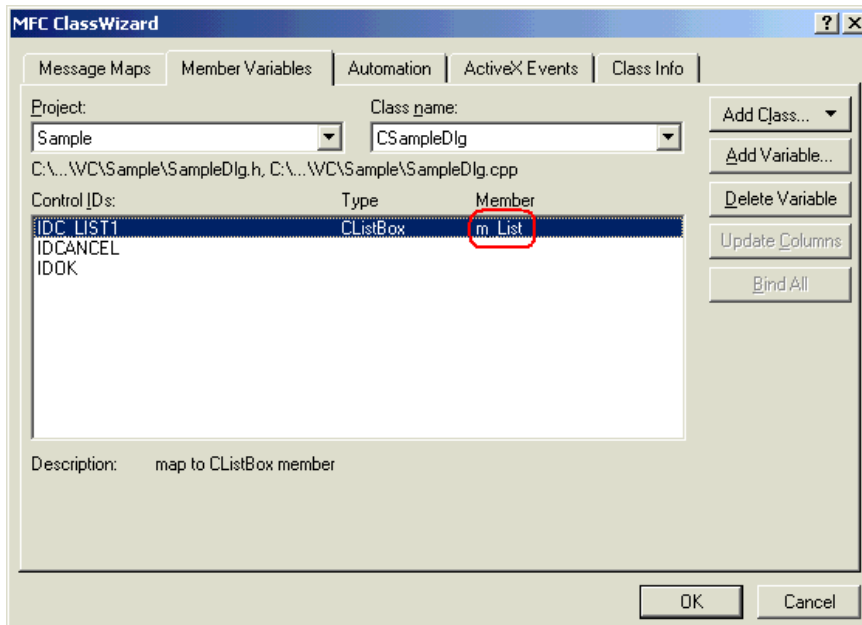 MFC ClassWizard
Message Maps Member Variables Automation ActiveX Events Class Info
Project: Class name:
Sample CSampleDlg
C:\...\VC\Sample\SampleDlg.h, C:\...\VC\Sample\SampleDlg.cpp
Control IDs: Type Member
IDC_LIST1 CListBox m_List
IDCANCEL
IDOK
Add Class...
Add Variable...
Delete Variable
Update Columns
Bind All
Description: map to CListBox member
OK Cancel